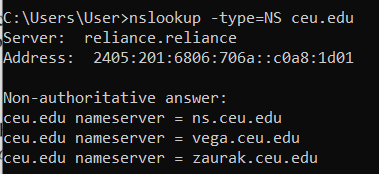 C:\Users\User>nslookup -type=NS ceu.edu
Server:  reliance.reliance
Address:  2405:201:6806:706a::c0a8:1d01
Non-authoritative answer:
ceu.edu nameserver = ns.ceu.edu
ceu.edu nameserver = vega.ceu.edu
ceu.edu nameserver = zaurak.ceu.edu